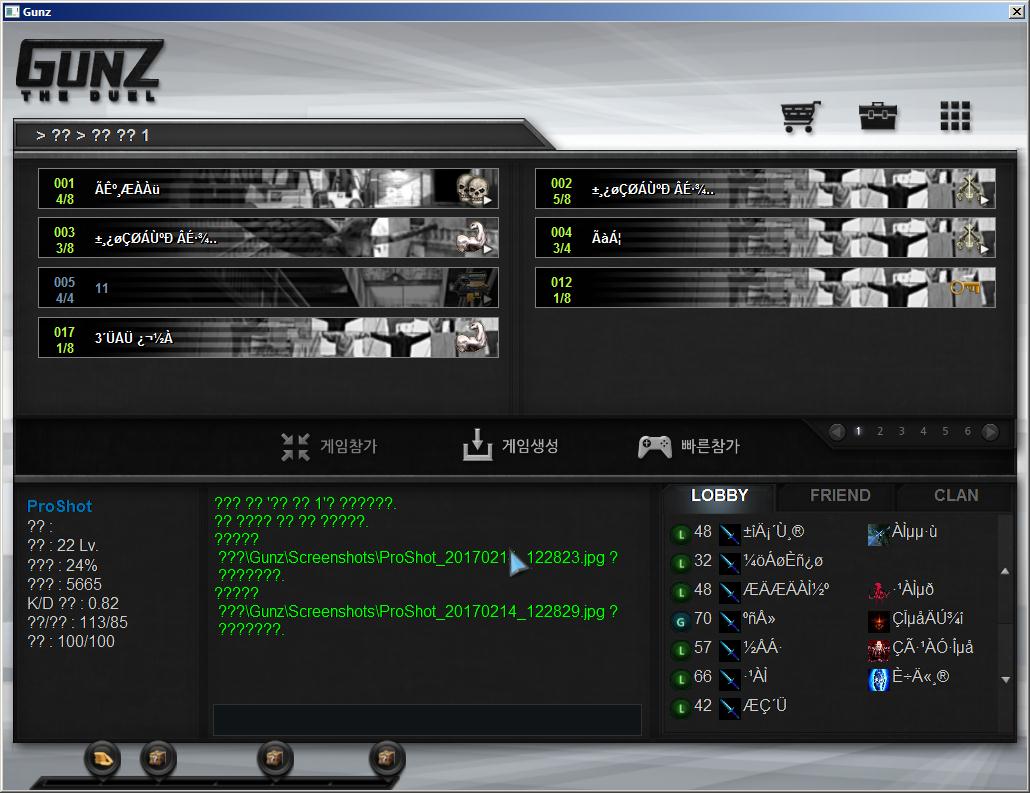 Gunz
GUNZ
THE DUEL
> ?? > ?? ?? 1
001
4/8
ÃÊº¸ÆÀÀü
002
5/8
±¸¿øÇØÁÙºÐ ÂÉ·¾..
003
3/8
±¸¿øÇØÁÙºÐ ÂÉ·¾..
004
3/4
ÃàÁ¦
005
4/4
11
012
1/8
017
1/8
3´ÜAÜ ¿¬½À
게임참가
게임생성
빠른참가
1 2 3 4 5 6
ProShot
?? :
?? : 22 Lv.
??? : 24%
??? : 5665
K/D ?? : 0.82
??/?? : 113/85
?? : 100/100
??? ?? '?? ?? 1'? ??????.
?? ???? ?? ?? ?????.
?????
???\Gunz\Screenshots\ProShot_2017021 _122823.jpg ?
???????.
?????
???\Gunz\Screenshots\ProShot_20170214_122829.jpg ?
???????.
LOBBY
FRIEND
CLAN
L 48 ±îÄ¡´Ù¸® ÀÌµµ·ù
L 32 ¼öÁøÈñ¿ø
L 48 ÆÄÆÄÀÌ½º ·¹ÀÌµð
G 70 ºñÂ» ÇÏµåÄÚ¾î
L 57 ½ÂÁ· ÇÃ·¹ÀÓ·Îµå
L 66 ·¹ÀÌ È÷Ä«¸®
L 42 ÆÇ´Ü